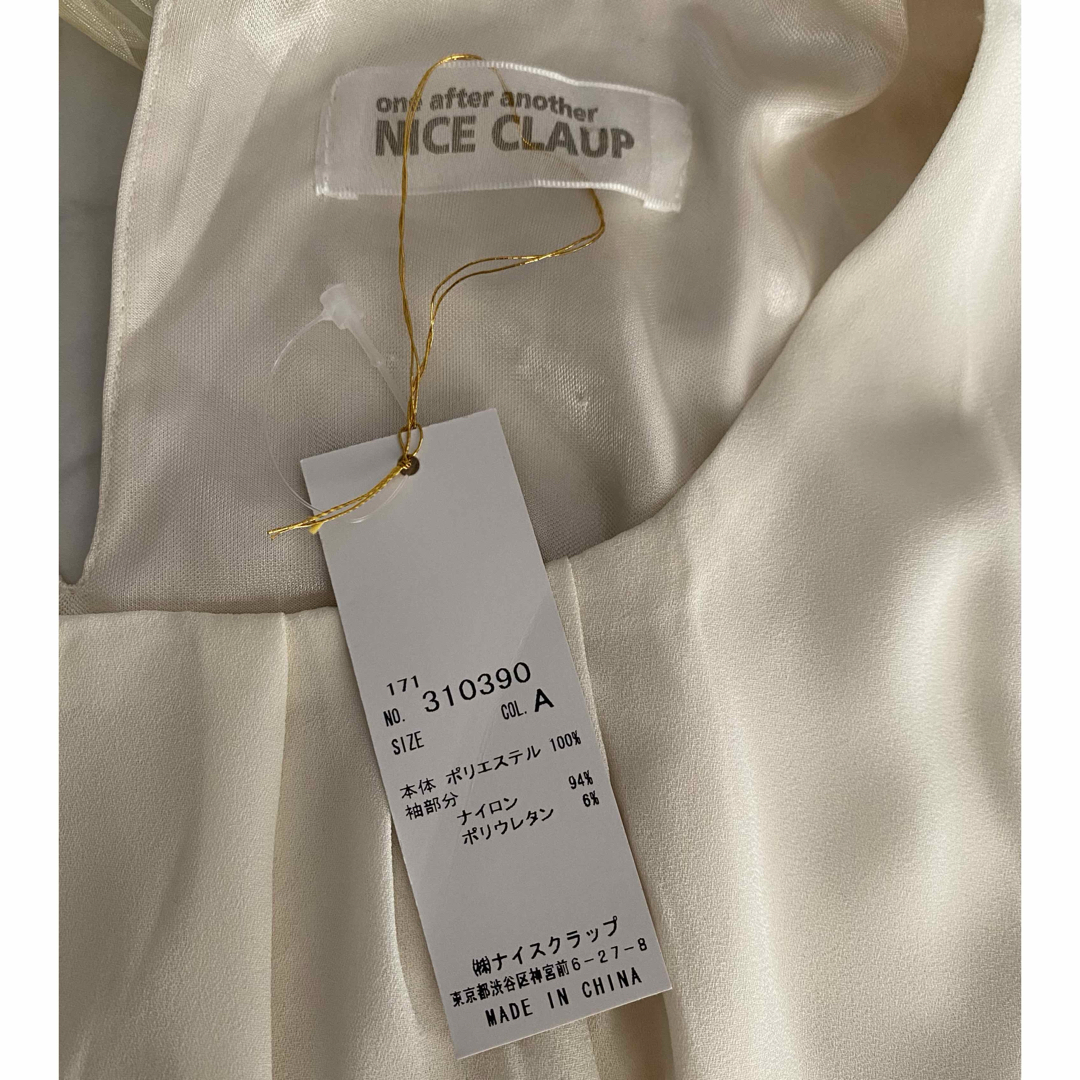 one after another
NICE CLAUP
171
NO. 310390
SIZE COL. A
本体 ポリエステル 100%
袖部分
ナイロン 94%
ポリウレタン 6%
㈱ナイスクラップ
東京都渋谷区神宮前6-27-8
MADE IN CHINA